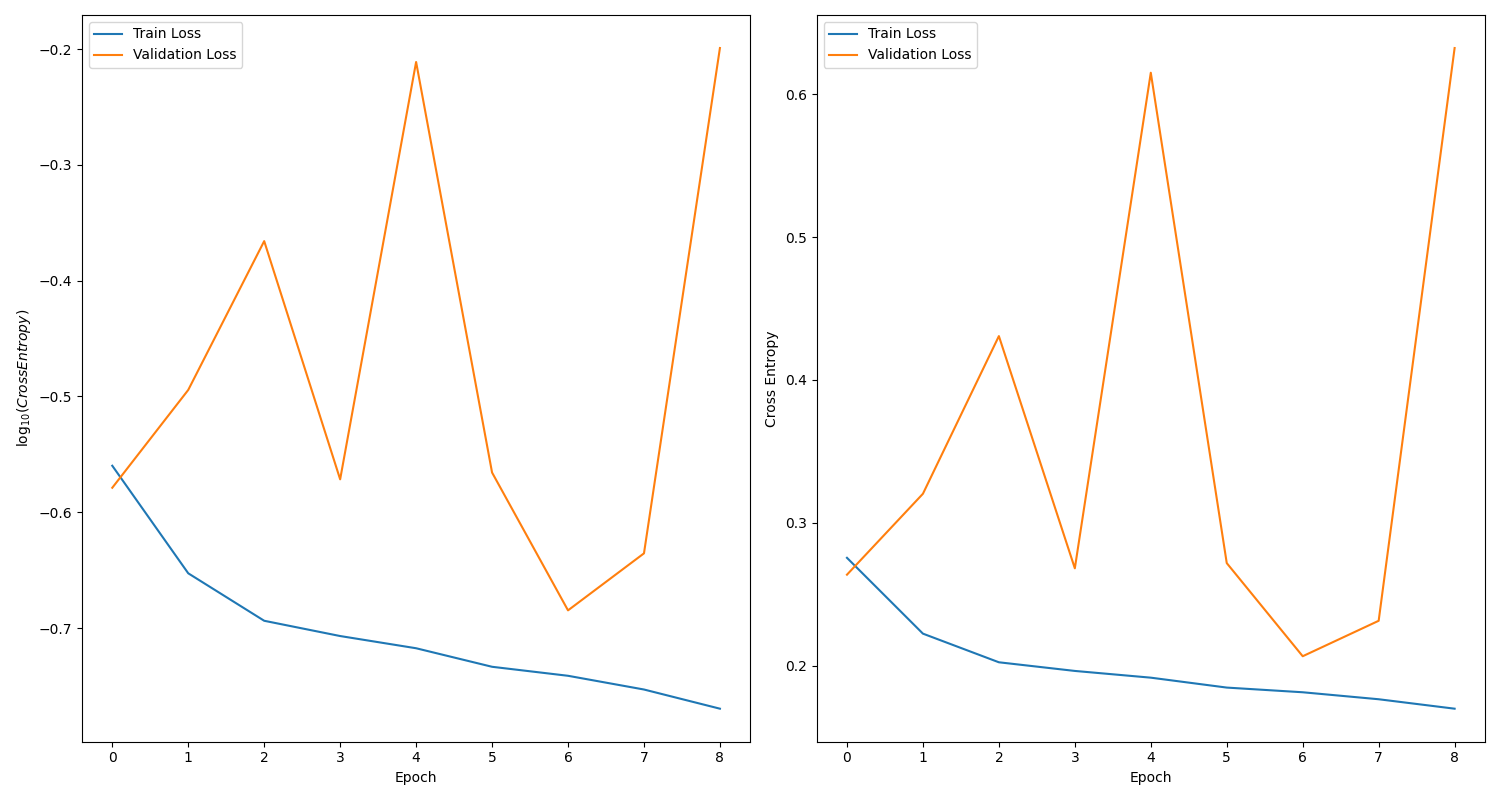 Train Loss
Validation Loss
−0.2
−0.3
−0.4
−0.5
−0.6
−0.7
log₁₀(CrossEntropy)
0 1 2 3 4 5 6 7 8
Epoch
Train Loss
Validation Loss
0.6
0.5
0.4
0.3
0.2
Cross Entropy
0 1 2 3 4 5 6 7 8
Epoch